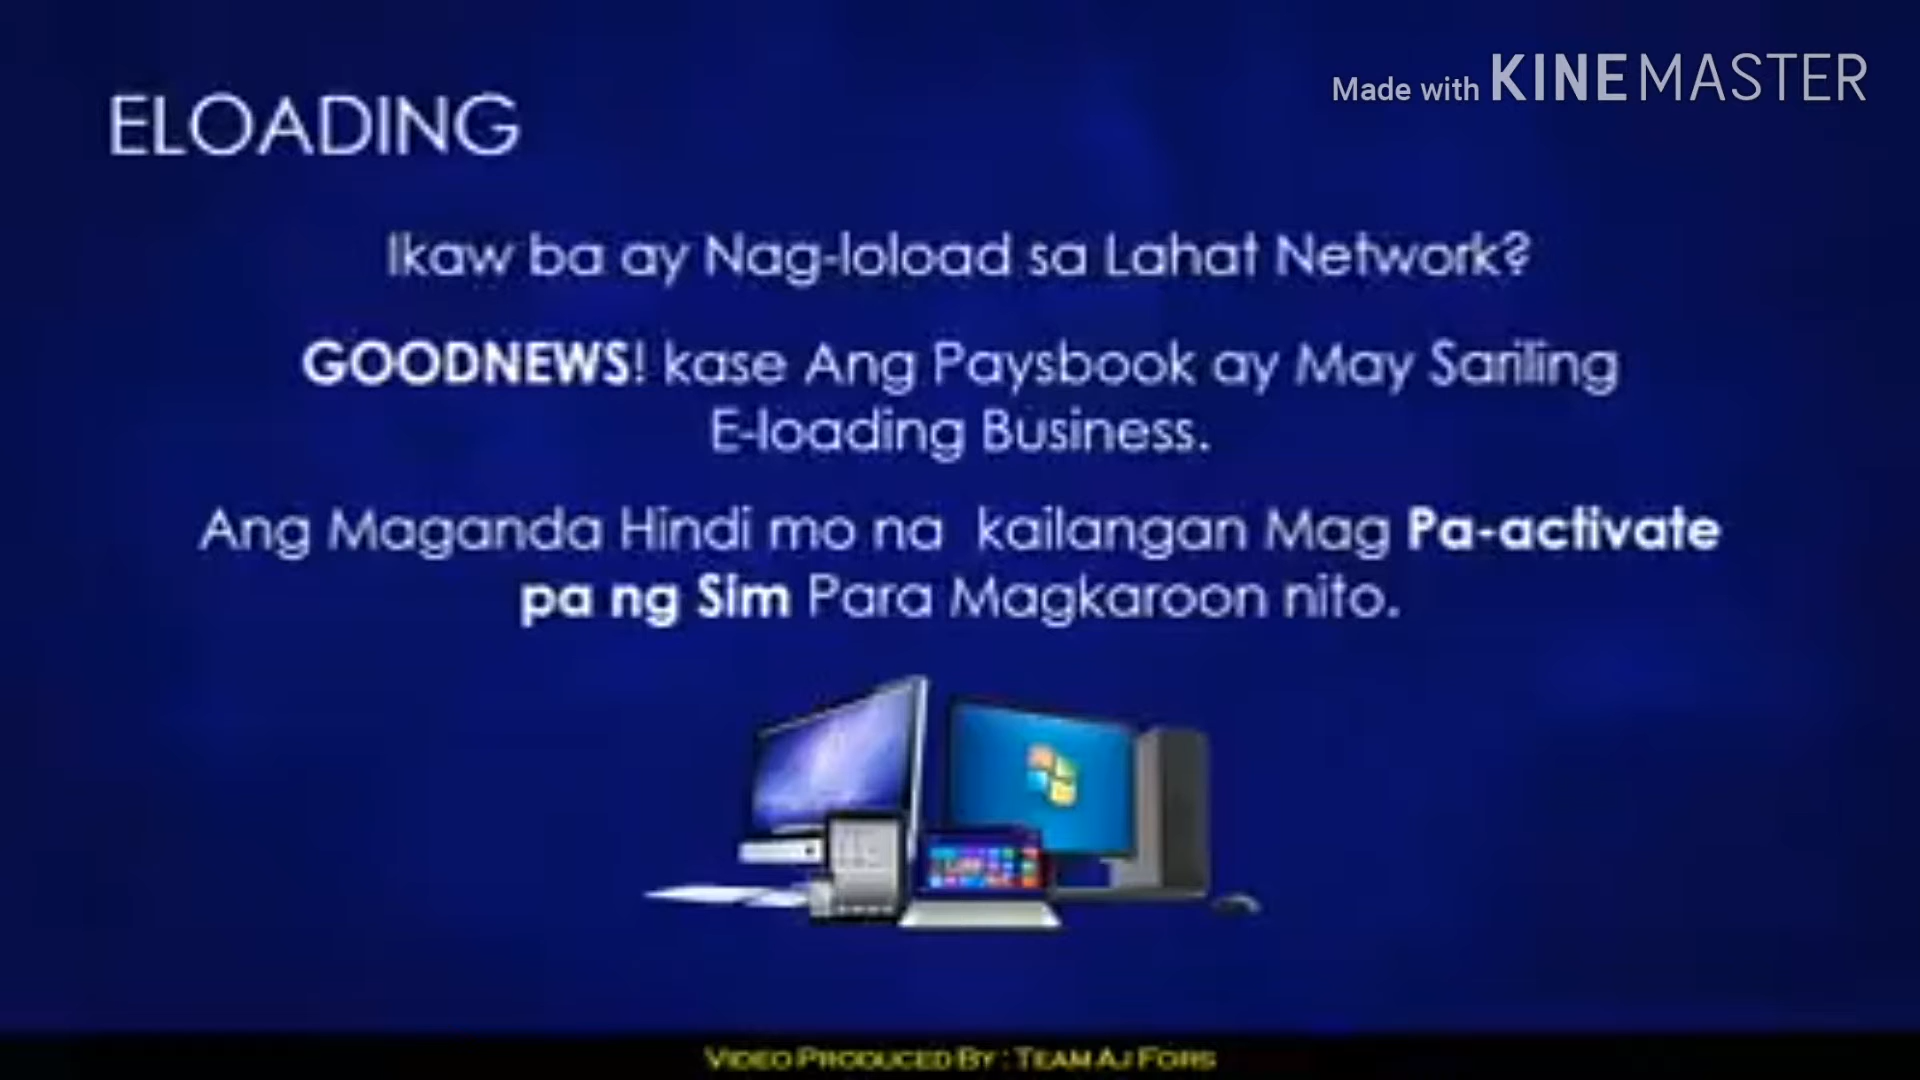 Made with KINEMASTER
ELOADING
Ikaw ba ay Nag-loload sa Lahat Network?
GOODNEWS! kase Ang Paysbook ay May Sariling
E-loading Business.
Ang Maganda Hindi mo na kailangan Mag Pa-activate
pa ng Sim Para Magkaroon nito.
VIDEO PRODUCED BY : TEAM AJ FORS